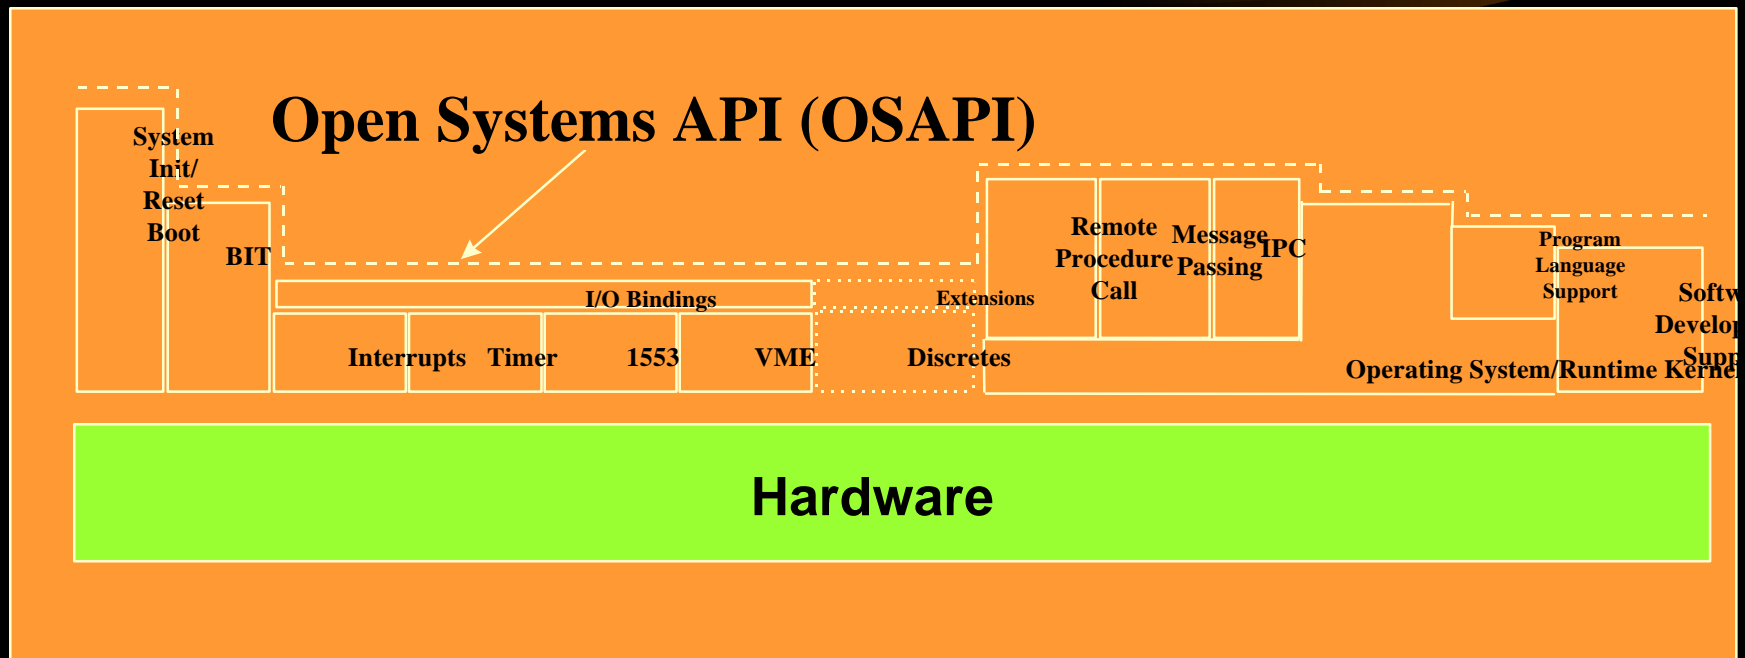 Open Systems API (OSAPI)
System
Init/
Reset
Boot
BIT
I/O Bindings
Extensions
Interrupts
Timer
1553
VME
Discretes
Remote
Procedure
Call
Message
Passing
IPC
Program
Language
Support
Operating System/Runtime
Hardware